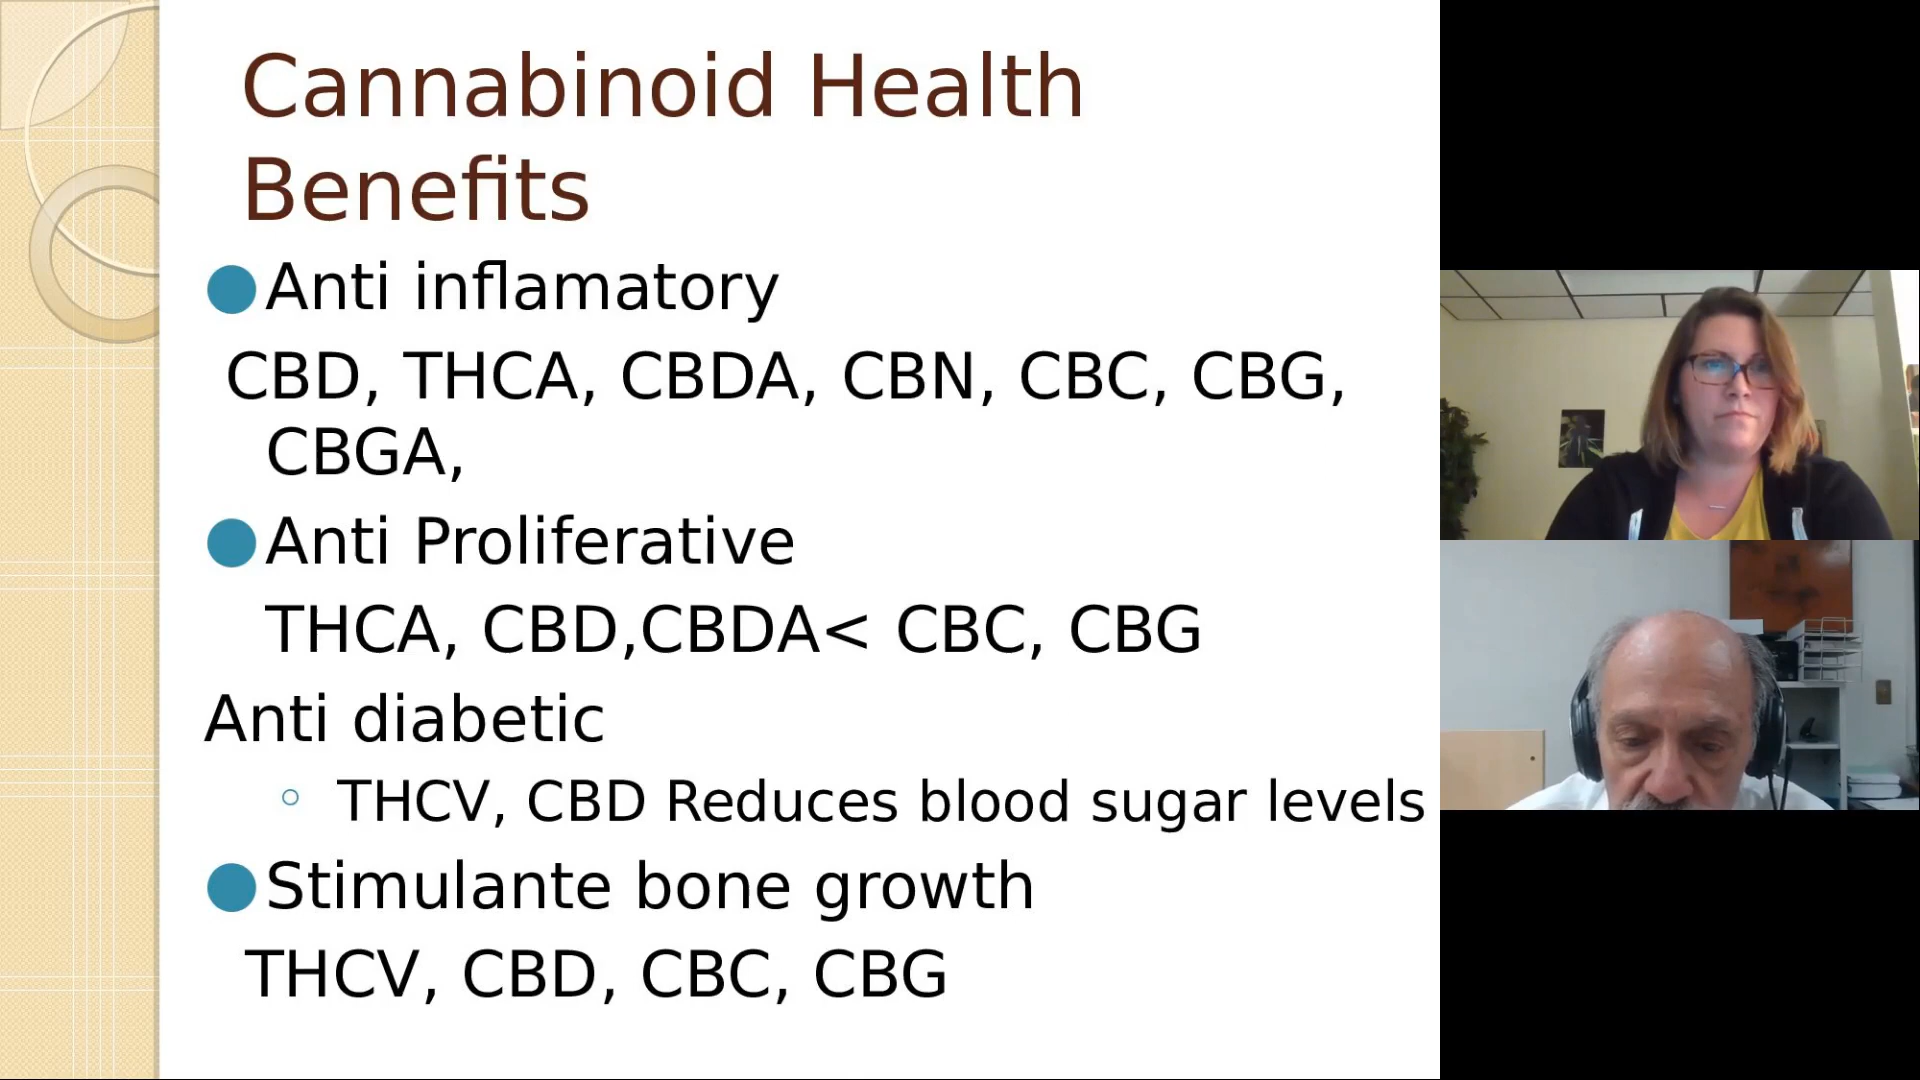 Cannabinoid Health
Benefits
Anti inflamatory
CBD, THCA, CBDA, CBN, CBC, CBG,
CBGA,
Anti Proliferative
THCA, CBD,CBDA< CBC, CBG
Anti diabetic
THCV, CBD Reduces blood sugar levels
Stimulante bone growth
THCV, CBD, CBC, CBG